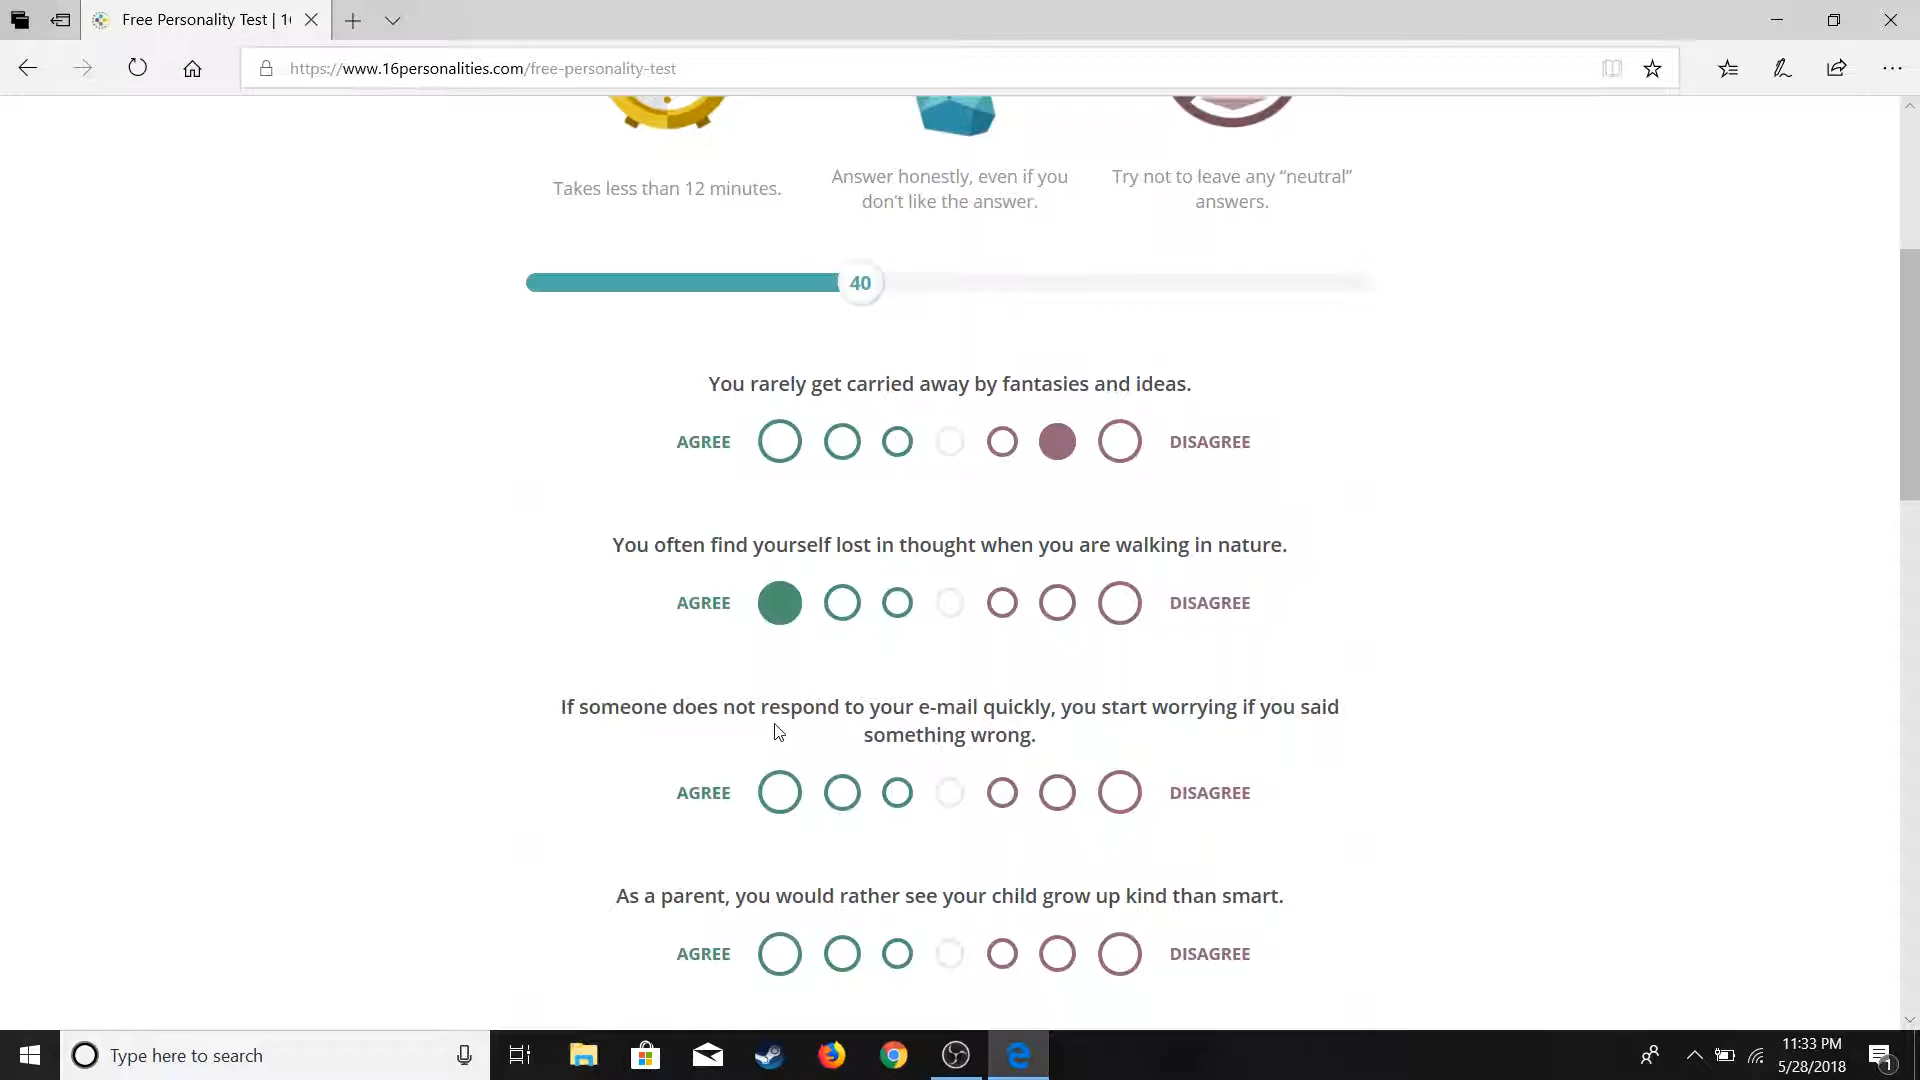 Free Personality Test | 1
https://www.16personalities.com/free-personality-test
Takes less than 12 minutes.
Answer honestly, even if you
don't like the answer.
Try not to leave any “neutral”
answers.
40
You rarely get carried away by fantasies and ideas.
AGREE DISAGREE
You often find yourself lost in thought when you are walking in nature.
AGREE DISAGREE
If someone does not respond to your e-mail quickly, you start worrying if you said
something wrong.
AGREE DISAGREE
As a parent, you would rather see your child grow up kind than smart.
AGREE DISAGREE
Type here to search
11:33 PM
5/28/2018
1